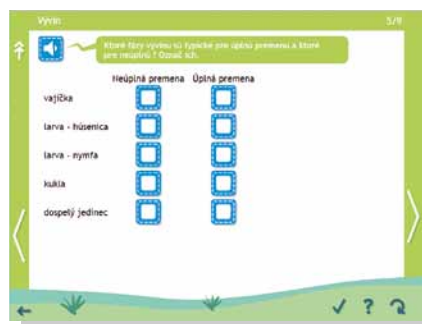 Vývin
5/9
Ktoré fázy vývinu sú typické pre úplnú premenu a ktoré
pre neúplnú? Označ ich.
Neúplná premena Úplná premena
vajíčka
larva - húsenica
larva - nymfa
kukla
dospelý jedinec
?